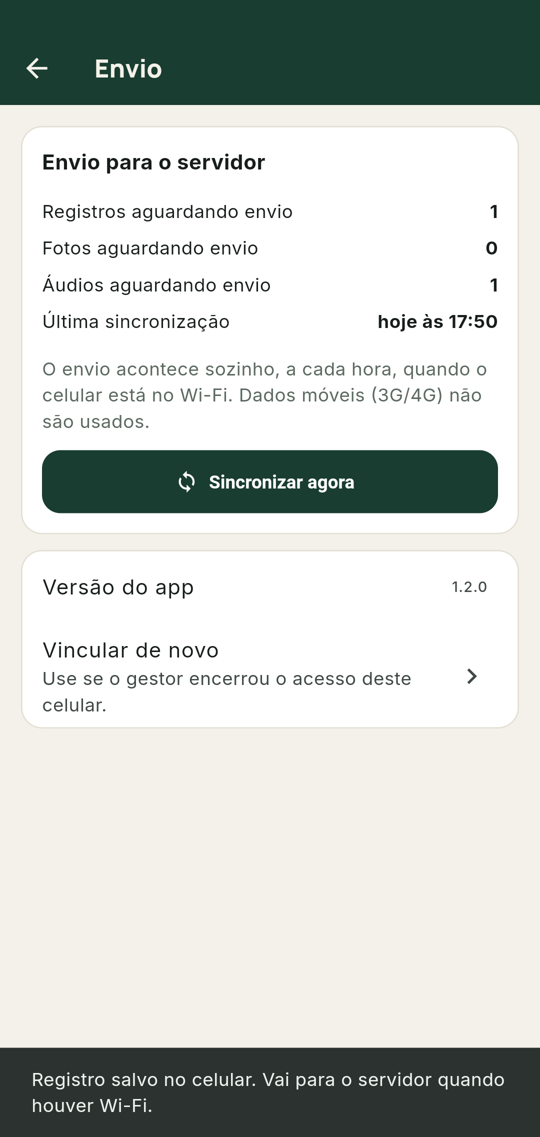 Envio
Envio para o servidor
Registros aguardando envio 1
Fotos aguardando envio 0
Áudios aguardando envio 1
Última sincronização hoje às 17:50
O envio acontece sozinho, a cada hora, quando o
celular está no Wi-Fi. Dados móveis (3G/4G) não
são usados.
Sincronizar agora
Versão do app 1.2.0
Vincular de novo
Use se o gestor encerrou o acesso deste
celular.
Registro salvo no celular. Vai para o servidor quando
houver Wi-Fi.